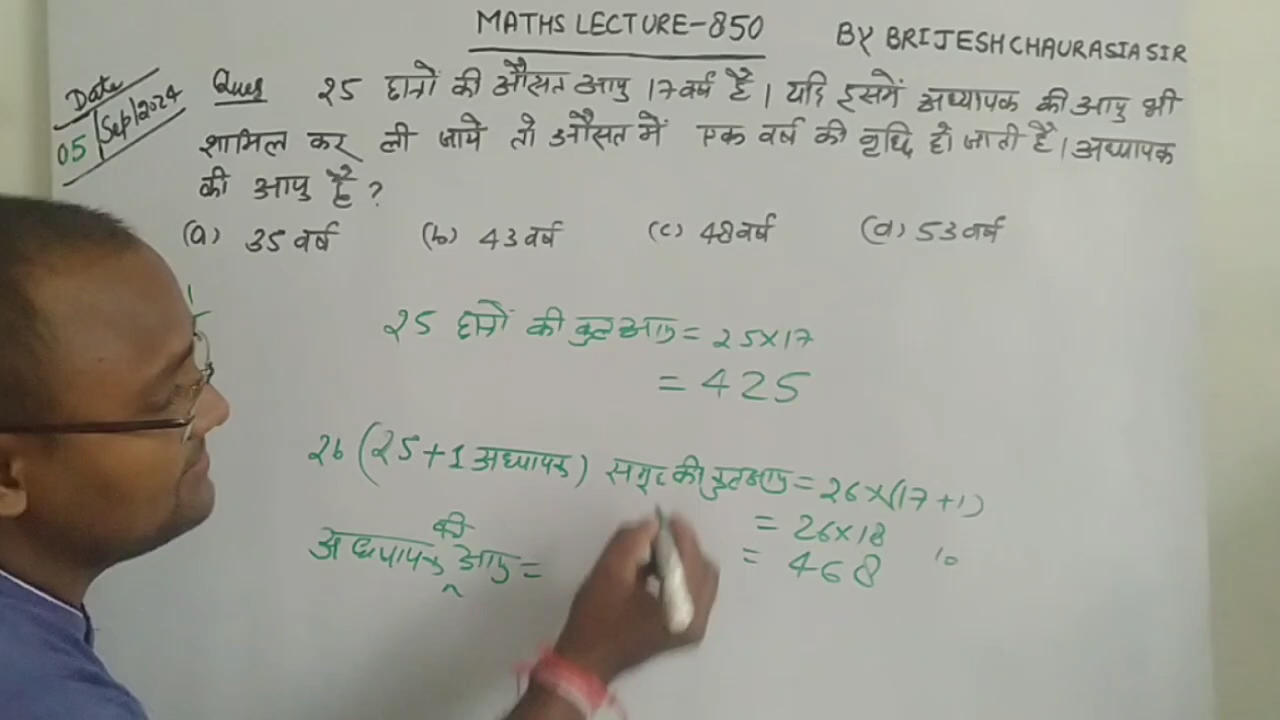 MATHS LECTURE-850
BY BRIJESH CHAURASIA SIR
Date
05/Sep/2024
Ques 25 छात्रों की औसत आयु 17 वर्ष है। यदि इसमें अध्यापक की आयु भी
शामिल कर ली जाये तो औसत में एक वर्ष की वृद्धि हो जाती है। अध्यापक
की आयु है ?
(a) 35 वर्ष (b) 43 वर्ष (c) 48 वर्ष (d) 53 वर्ष
25 छात्रों की कुल आयु = 25×17
= 425
26 (25+1 अध्यापक) समूह की कुल आयु = 26×(17+1)
= 26×18
= 468
अध्यापक की आयु =